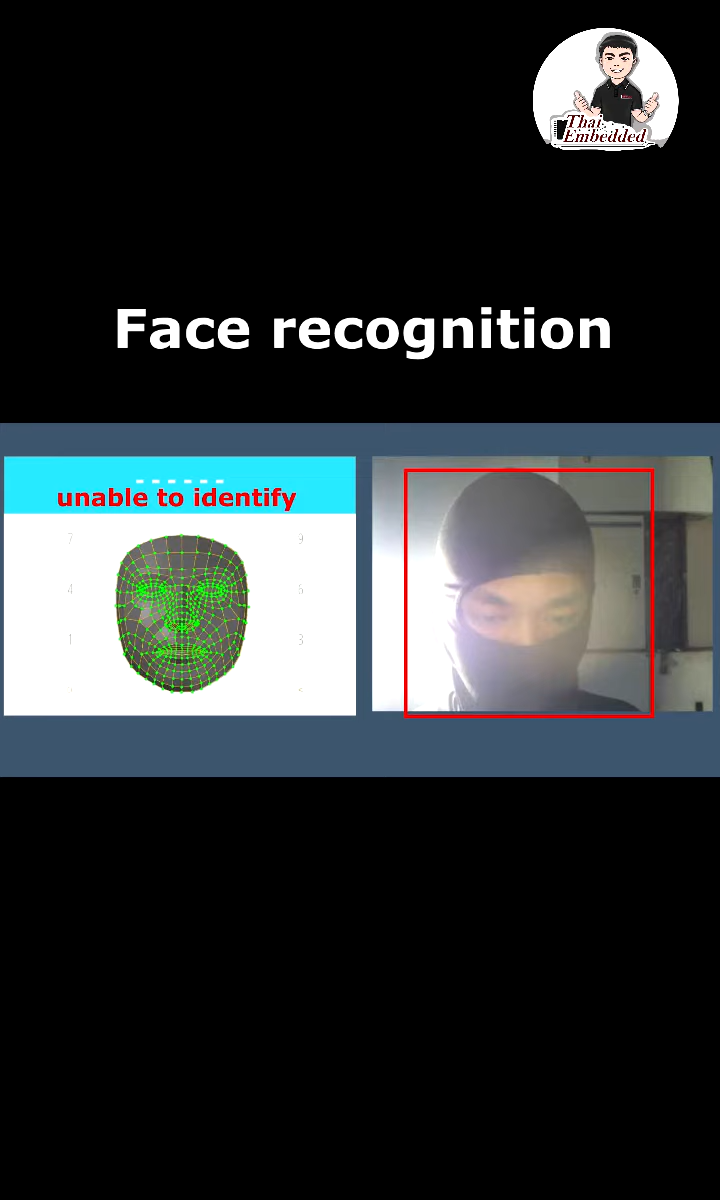 Thai
Embedded
Face recognition
- - - - - -
unable to identify
7
9
4
6
1
3